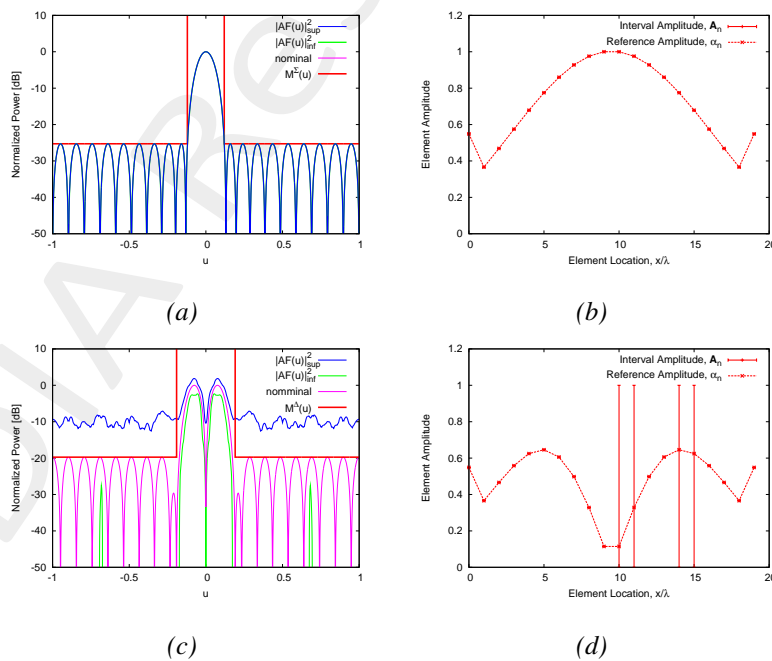 10
0
-10
-20
-30
-40
-50
-1
-0.5
0
0.5
1
Normalized Power [dB]
u
|AF(u)|²sup
|AF(u)|²inf
nominal
M^Σ(u)
(a)
1.2
1
0.8
0.6
0.4
0.2
0
0
5
10
15
20
Element Amplitude
Element Location, x/λ
Interval Amplitude, Aₙ
Reference Amplitude, αₙ
(b)
10
0
-10
-20
-30
-40
-50
-1
-0.5
0
0.5
1
Normalized Power [dB]
u
|AF(u)|²sup
|AF(u)|²inf
nomminal
M^Δ(u)
(c)
1.2
1
0.8
0.6
0.4
0.2
0
0
5
10
15
20
Element Amplitude
Element Location, x/λ
Interval Amplitude, Aₙ
Reference Amplitude, αₙ
(d)